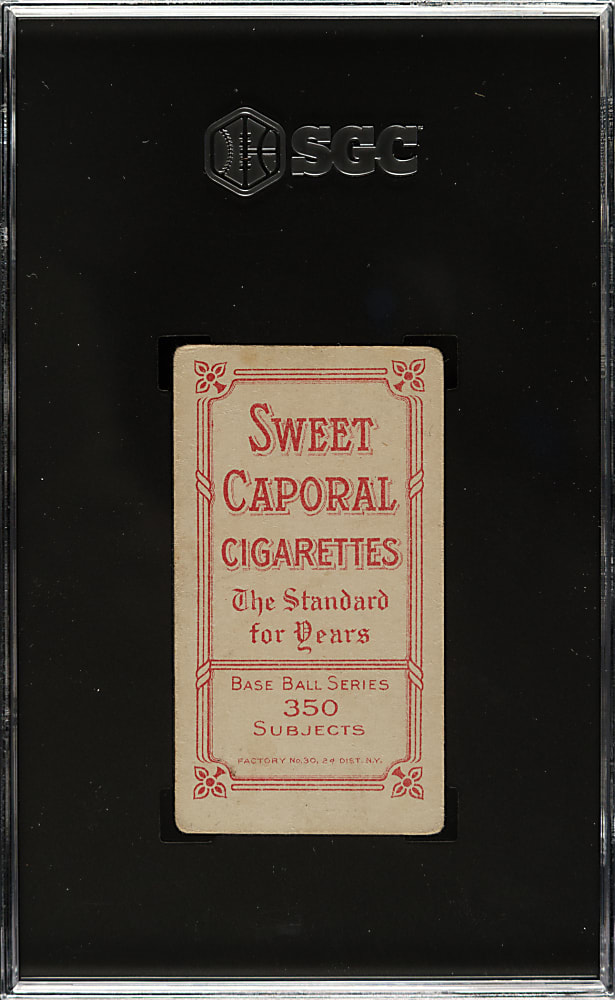 SGC
SWEET
CAPORAL
CIGARETTES
The Standard
for Years
BASE BALL SERIES
350
SUBJECTS
FACTORY No. 30, 2d DIST. N.Y.